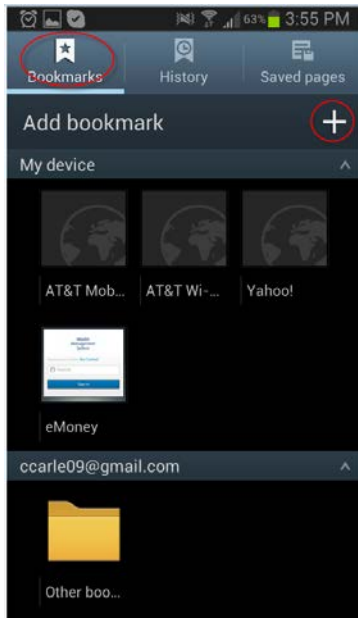 63% 3:55 PM
Bookmarks History Saved pages
Add bookmark
My device
AT&T Mob... AT&T Wi-... Yahoo!
eMoney
ccarle09@gmail.com
Other boo...